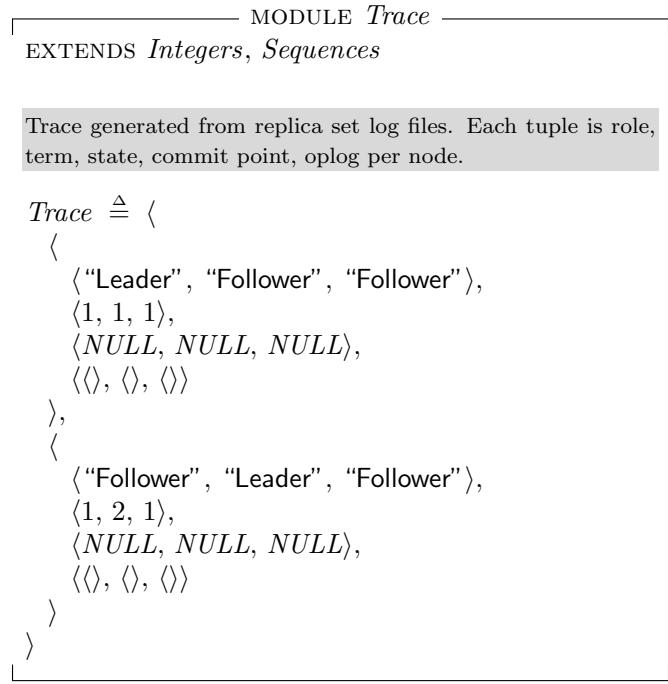 MODULE Trace
EXTENDS Integers, Sequences
Trace generated from replica set log files. Each tuple is role,
term, state, commit point, oplog per node.
Trace ≜ ⟨
⟨
⟨“Leader”, “Follower”, “Follower”⟩,
⟨1, 1, 1⟩,
⟨NULL, NULL, NULL⟩,
⟨⟨⟩, ⟨⟩, ⟨⟩⟩
⟩,
⟨
⟨“Follower”, “Leader”, “Follower”⟩,
⟨1, 2, 1⟩,
⟨NULL, NULL, NULL⟩,
⟨⟨⟩, ⟨⟩, ⟨⟩⟩
⟩
⟩